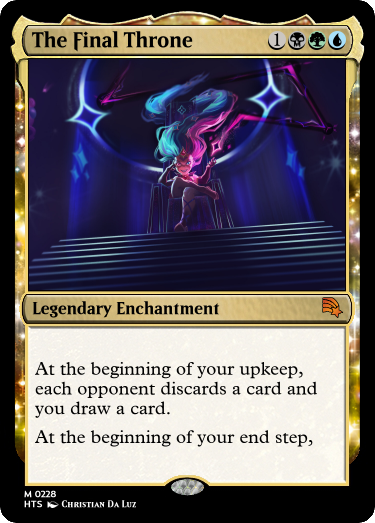 The Final Throne 1
Legendary Enchantment
At the beginning of your upkeep,
each opponent discards a card and
you draw a card.
At the beginning of your end step,
M 0228
HTS Christian Da Luz